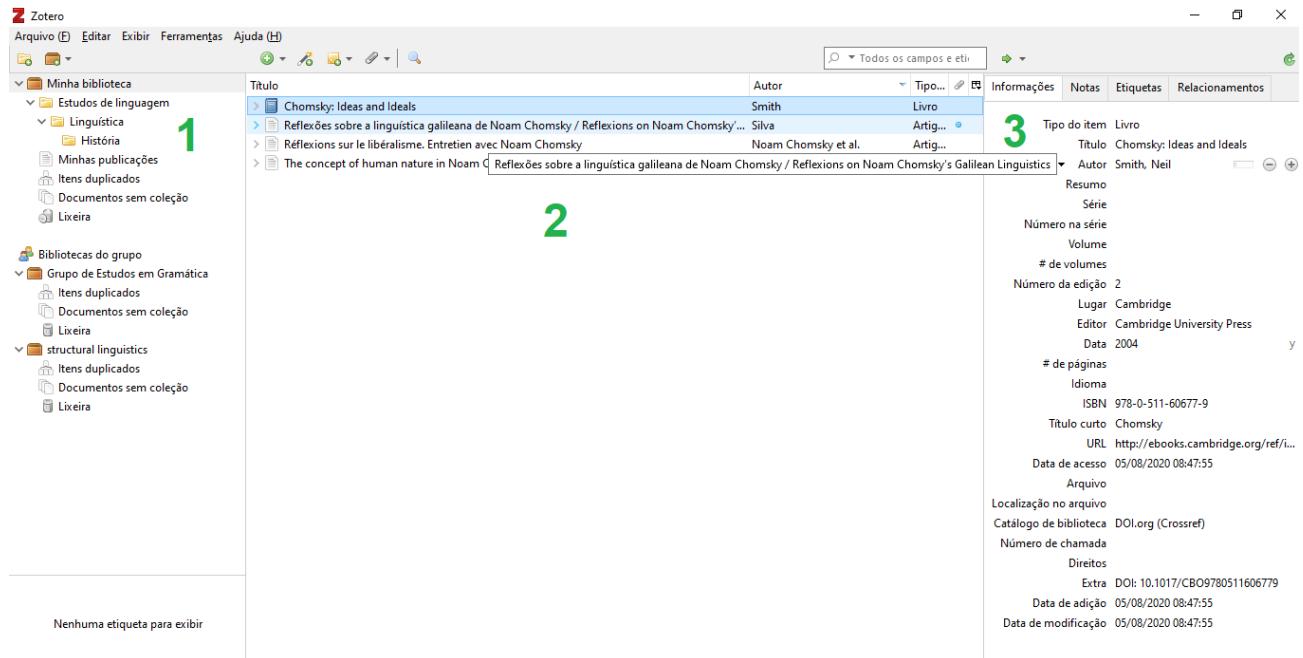 Zotero
Arquivo (F) Editar Exibir Ferramentas Ajuda (H)
Todos os campos e eti
Minha biblioteca
Estudos de linguagem
Linguística
História
Minhas publicações
Itens duplicados
Documentos sem coleção
Lixeira
Bibliotecas do grupo
Grupo de Estudos em Gramática
Itens duplicados
Documentos sem coleção
Lixeira
structural linguistics
Itens duplicados
Documentos sem coleção
Lixeira
Nenhuma etiqueta para exibir
1
Título Autor Tipo...
Chomsky: Ideas and Ideals Smith Livro
Reflexões sobre a linguística galileana de Noam Chomsky / Reflexions on Noam Chomsky'... Silva Artig...
Réflexions sur le libéralisme. Entretien avec Noam Chomsky Noam Chomsky et al. Artig...
The concept of human nature in Noam C
Reflexões sobre a linguística galileana de Noam Chomsky / Reflexions on Noam Chomsky's Galilean Linguistics
2
Informações Notas Etiquetas Relacionamentos
3
Tipo do item Livro
Título Chomsky: Ideas and Ideals
Autor Smith, Neil
Resumo
Série
Número na série
Volume
# de volumes
Número da edição 2
Lugar Cambridge
Editor Cambridge University Press
Data 2004 y
# de páginas
Idioma
ISBN 978-0-511-60677-9
Título curto Chomsky
URL http://ebooks.cambridge.org/ref/i...
Data de acesso 05/08/2020 08:47:55
Arquivo
Localização no arquivo
Catálogo de biblioteca DOI.org (Crossref)
Número de chamada
Direitos
Extra DOI: 10.1017/CBO9780511606779
Data de adição 05/08/2020 08:47:55
Data de modificação 05/08/2020 08:47:55